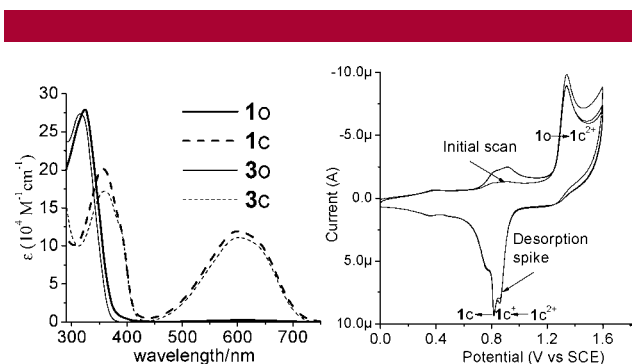 30
25
20
15
10
5
0
ε (10⁴ M⁻¹cm⁻¹)
1o
1c
3o
3c
300 400 500 600 700
wavelength/nm
-10.0µ
-5.0µ
0.0
5.0µ
10.0µ
Current (A)
1o→1c²⁺
Initial scan
Desorption
spike
1c←1c⁺←1c²⁺
0.0 0.4 0.8 1.2 1.6
Potential (V vs SCE)